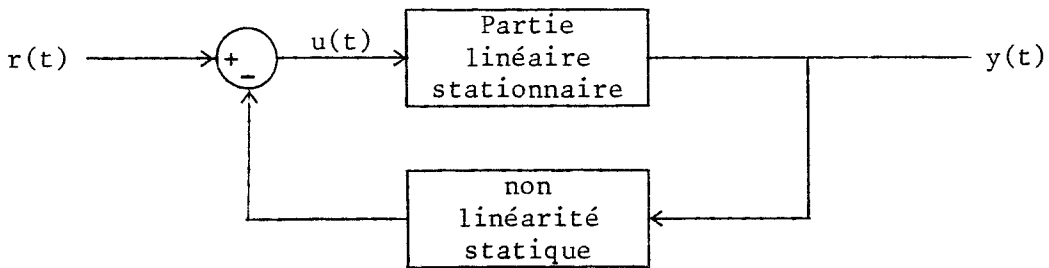 r(t)
+
-
u(t)
Partie
linéaire
stationnaire
y(t)
non
linéarité
statique